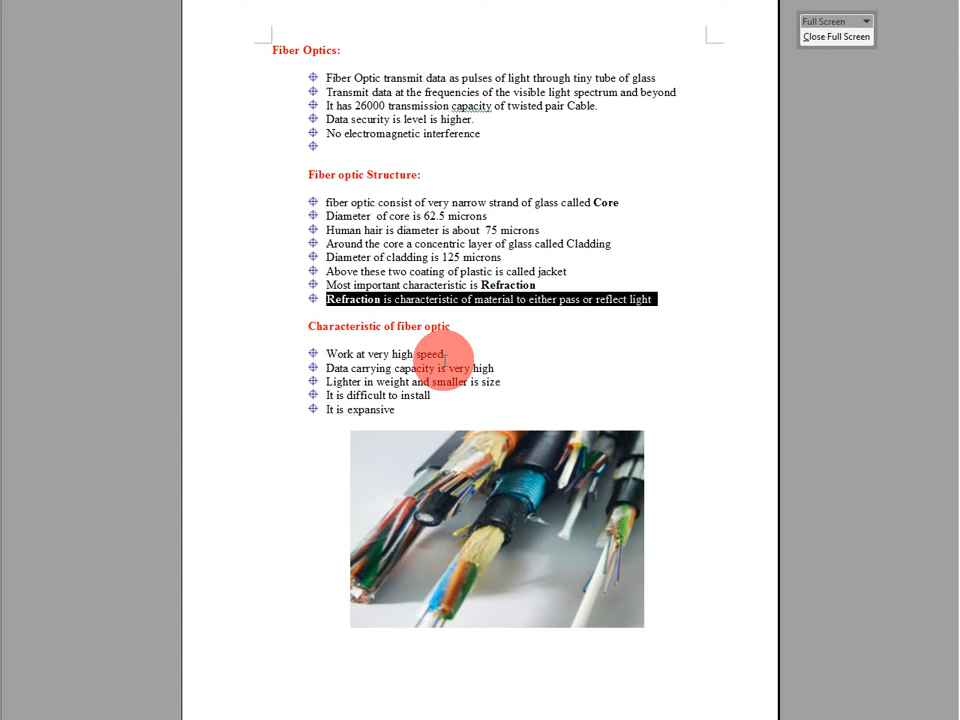 Full Screen
Close Full Screen
Fiber Optics:
Fiber Optic transmit data as pulses of light through tiny tube of glass
Transmit data at the frequencies of the visible light spectrum and beyond
It has 26000 transmission capacity of twisted pair Cable.
Data security is level is higher.
No electromagnetic interference
Fiber optic Structure:
fiber optic consist of very narrow strand of glass called Core
Diameter of core is 62.5 microns
Human hair is diameter is about 75 microns
Around the core a concentric layer of glass called Cladding
Diameter of cladding is 125 microns
Above these two coating of plastic is called jacket
Most important characteristic is Refraction
Refraction is characteristic of material to either pass or reflect light
Characteristic of fiber optic
Work at very high speed
Data carrying capacity is very high
Lighter in weight and smaller is size
It is difficult to install
It is expansive